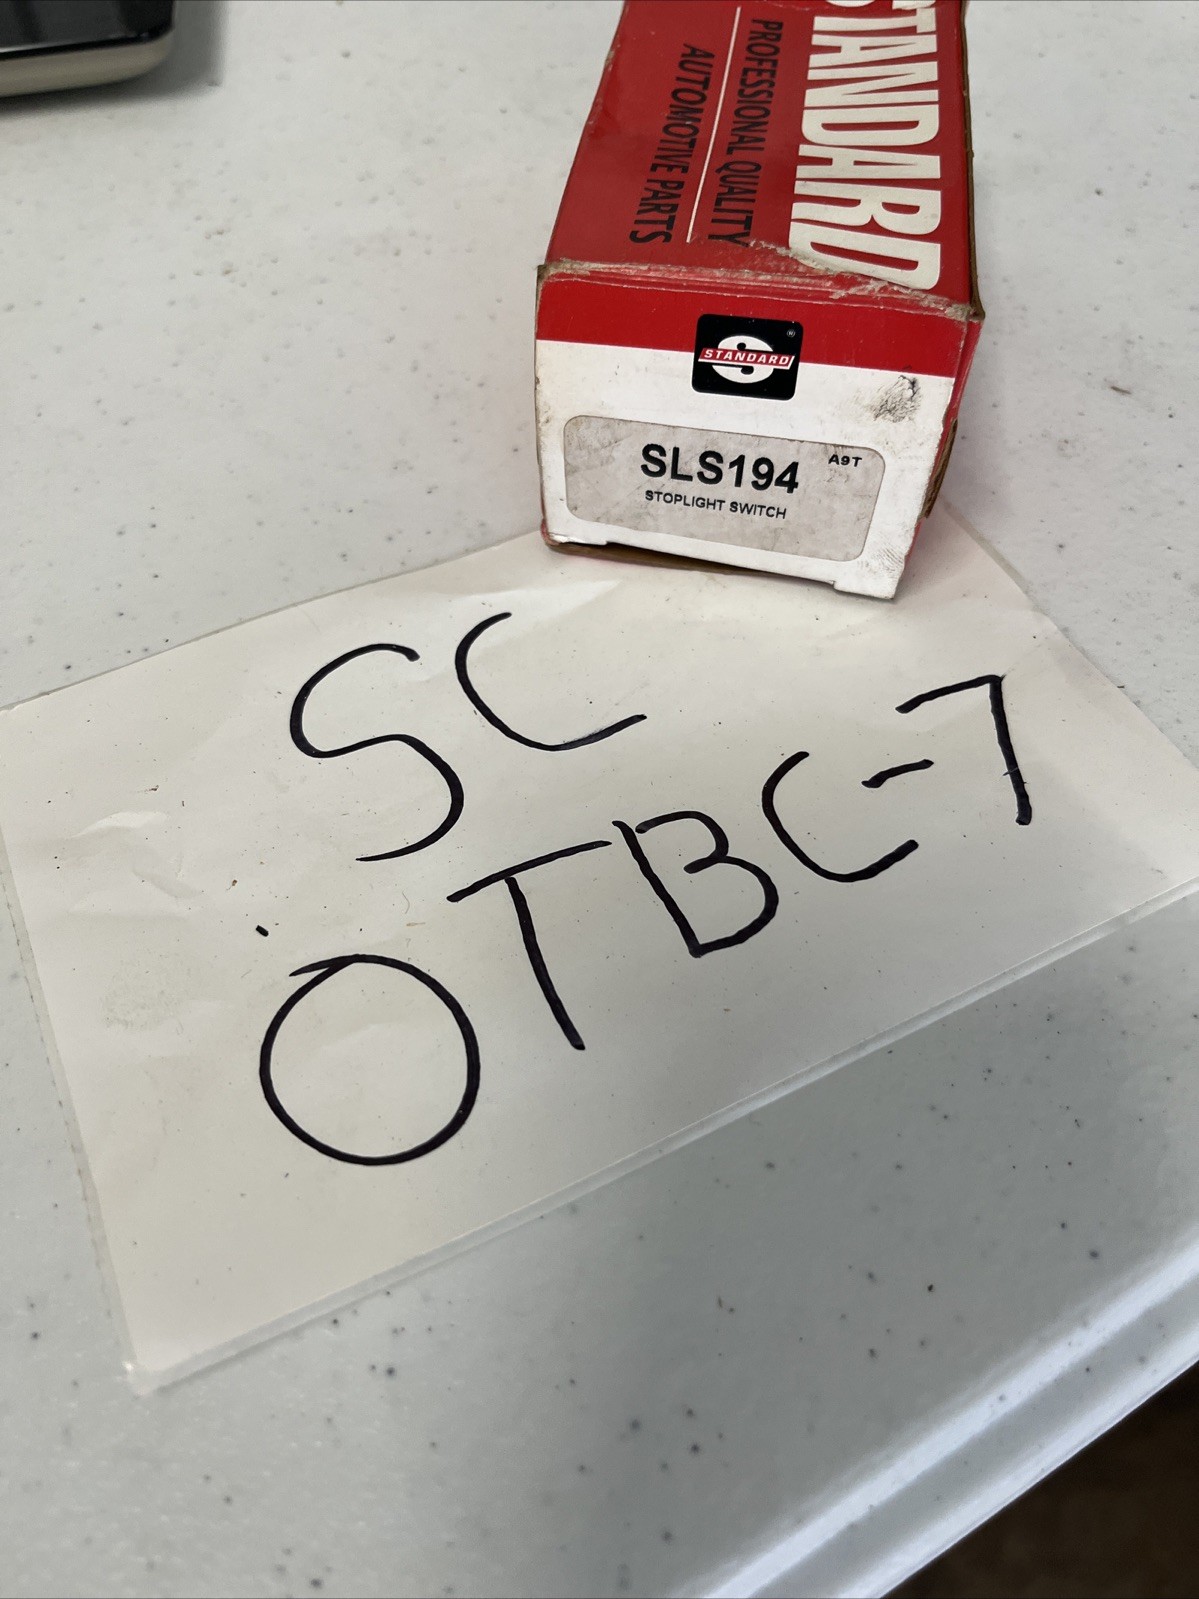 STANDARD
PROFESSIONAL QUALITY
AUTOMOTIVE PARTS
STANDARD
®
SLS194
A9T
STOPLIGHT SWITCH
SC
OTBC-7